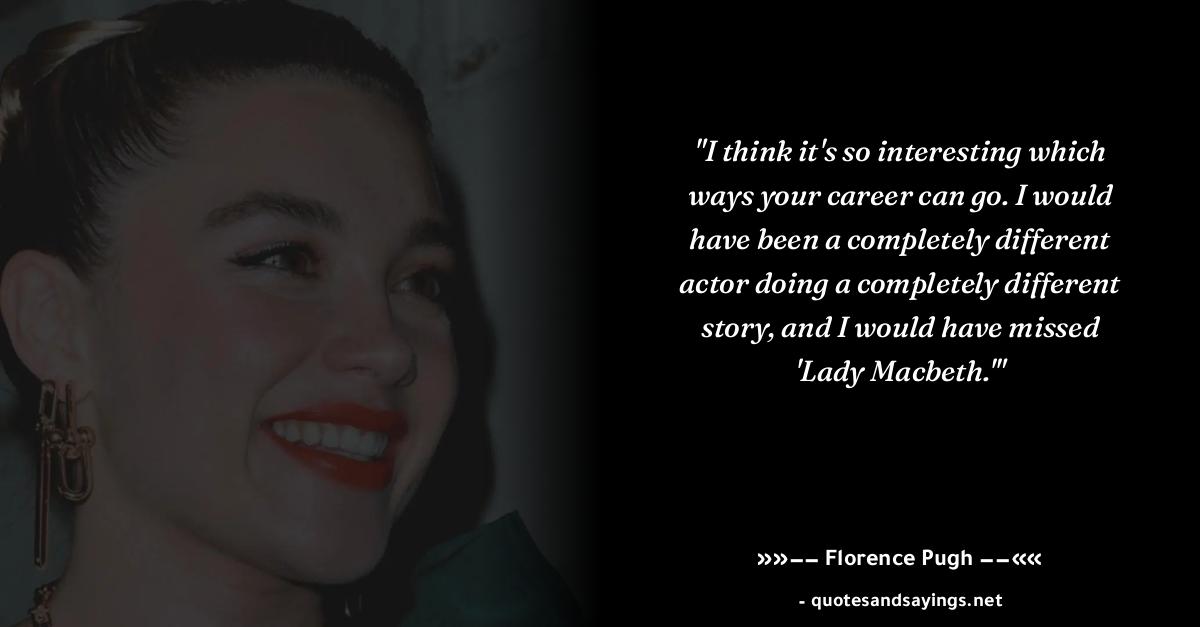 "I think it's so interesting which
ways your career can go. I would
have been a completely different
actor doing a completely different
story, and I would have missed
'Lady Macbeth.'"
»»–– Florence Pugh ––««
- quotesandsayings.net